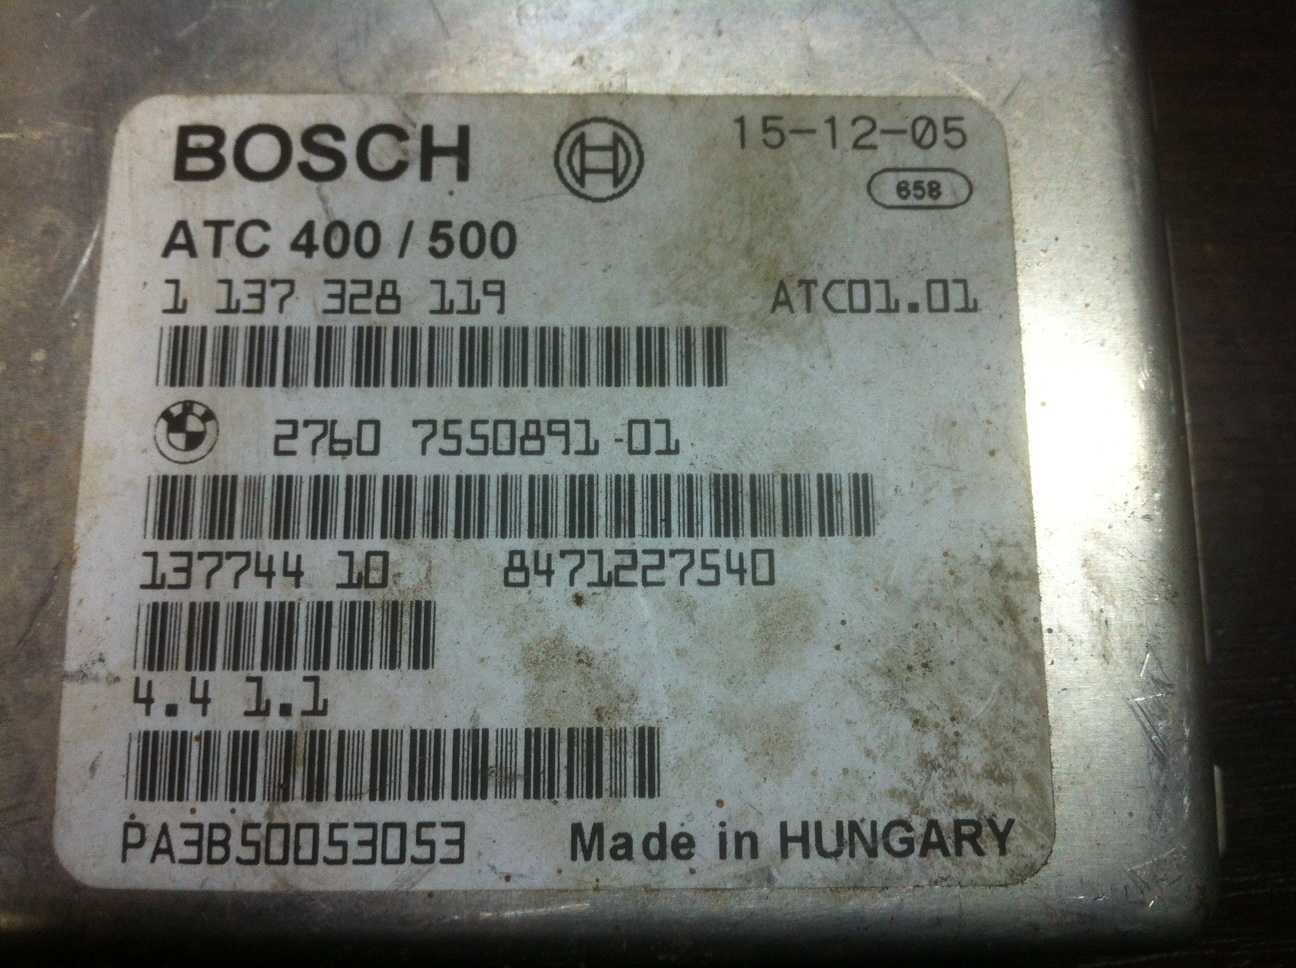 BOSCH 15-12-05
658
ATC 400 / 500
1 137 328 119 ATC01.01
2760 7550891-01
137744 10 8471227540
4.4 1.1
PA3B50053053 Made in HUNGARY